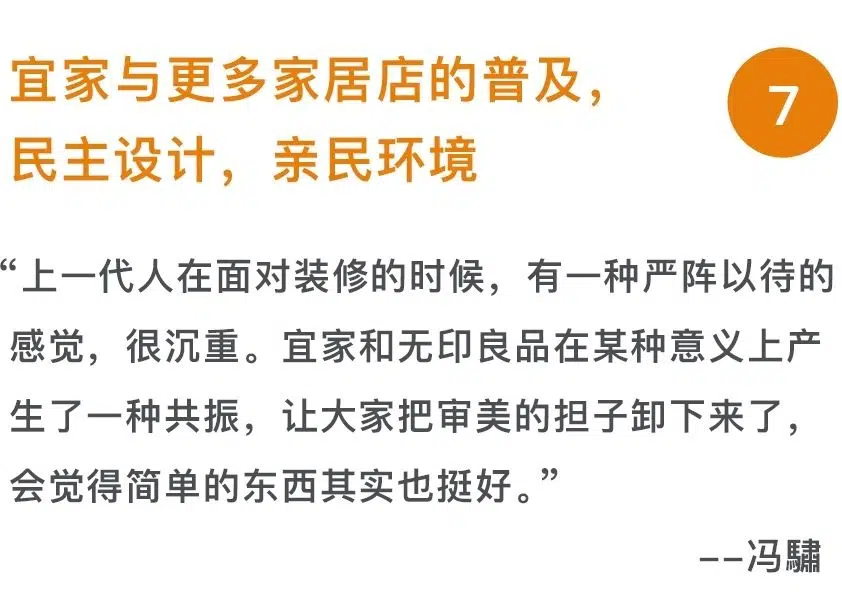 宜家与更多家居店的普及，
7
民主设计，亲民环境
“上一代人在面对装修的时候，有一种严阵以待的
感觉，很沉重。宜家和无印良品在某种意义上产
生了一种共振，让大家把审美的担子卸下来了，
会觉得简单的东西其实也挺好。”
--冯驌